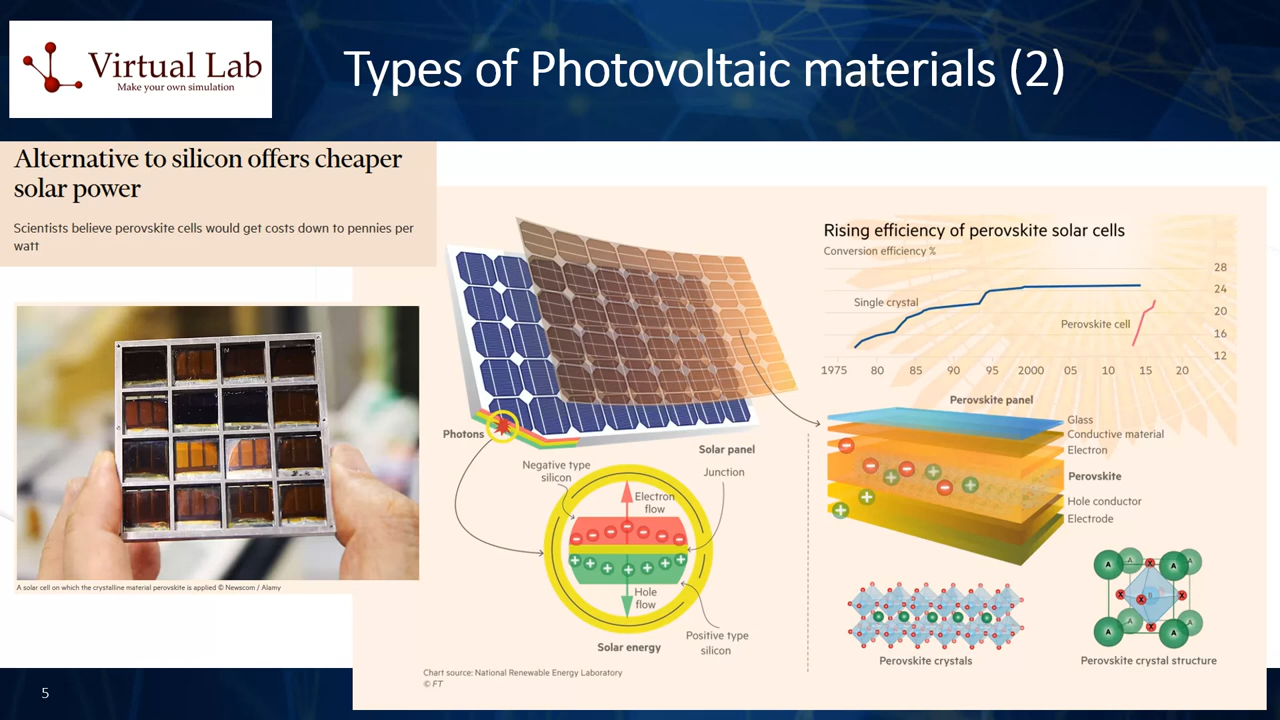 Virtual Lab
Make your own simulation
Types of Photovoltaic materials (2)
Alternative to silicon offers cheaper
solar power
Scientists believe perovskite cells would get costs down to pennies per
watt
A solar cell on which the crystalline material perovskite is applied © Newscom / Alamy
Photons
Solar panel
Negative type
silicon
Junction
Electron
flow
Hole
flow
Solar energy
Positive type
silicon
Chart source: National Renewable Energy Laboratory
© FT
Rising efficiency of perovskite solar cells
Conversion efficiency %
28
24
20
16
12
Single crystal
Perovskite cell
1975 80 85 90 95 2000 05 10 15 20
Perovskite panel
Glass
Conductive material
Electron
Perovskite
Hole conductor
Electrode
Perovskite crystals
A A A A
X X X X
B
A A A A
Perovskite crystal structure
5